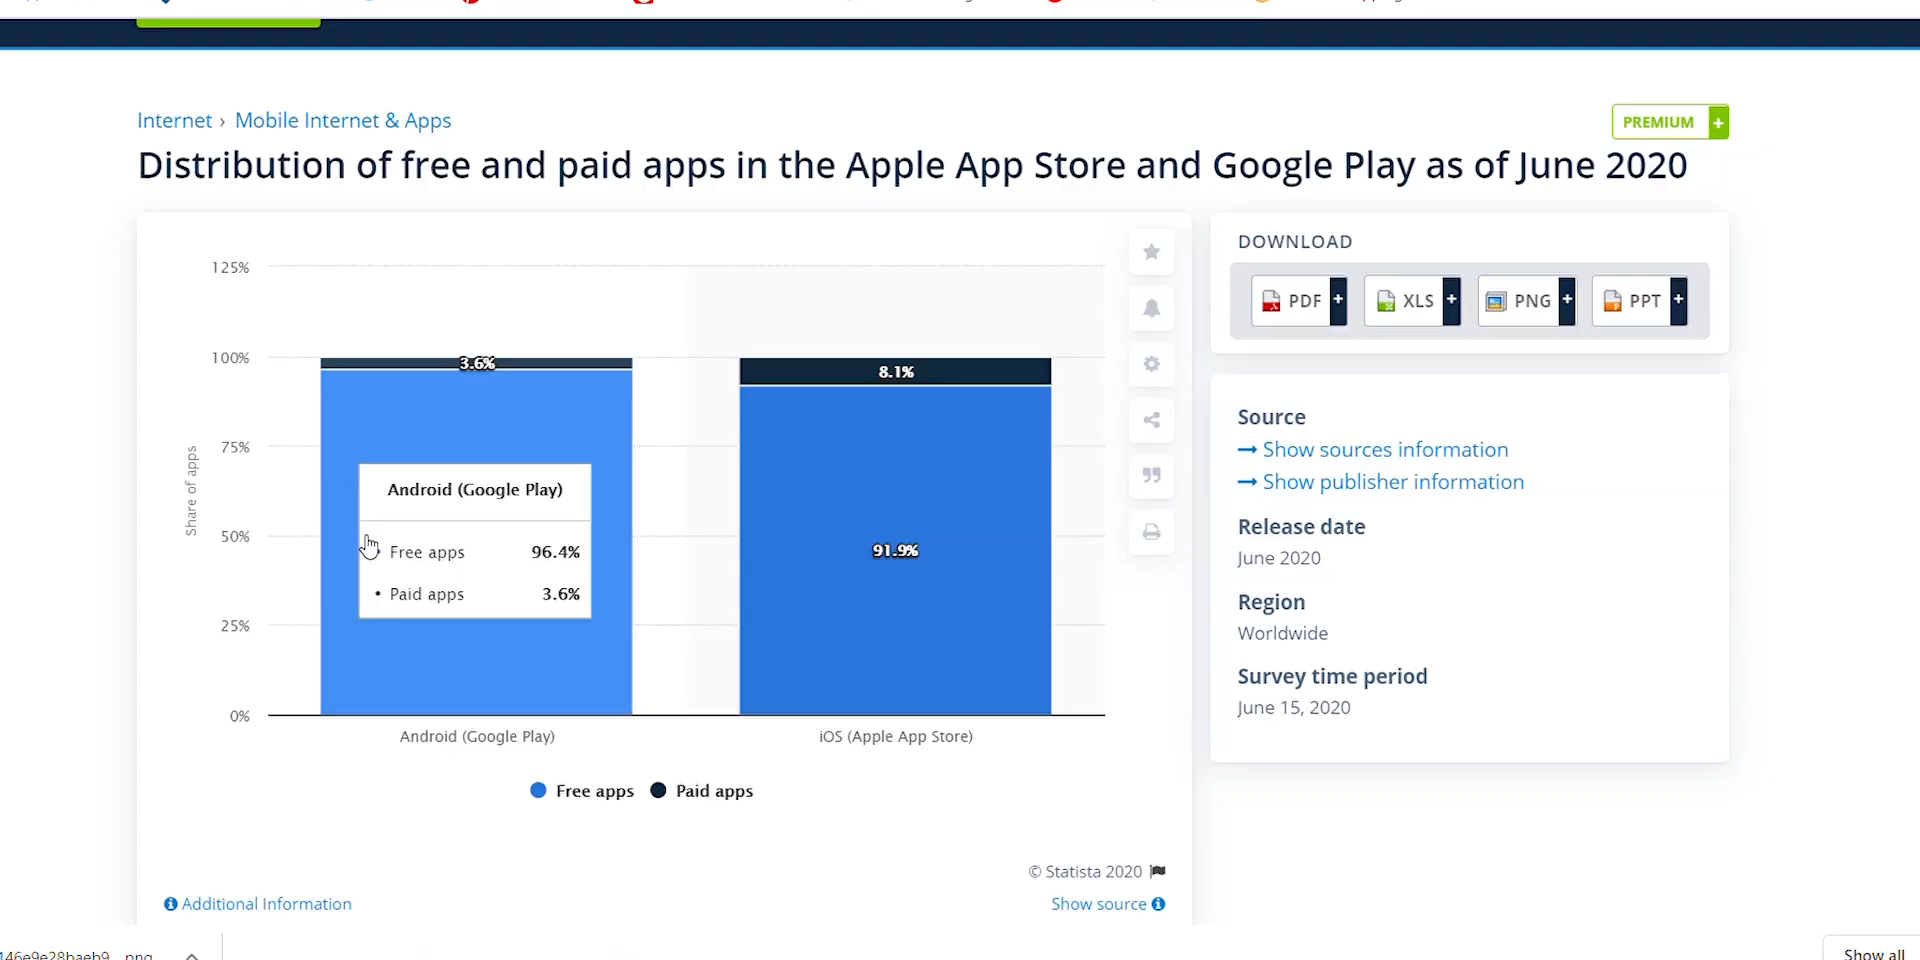 Internet › Mobile Internet & Apps
PREMIUM +
Distribution of free and paid apps in the Apple App Store and Google Play as of June 2020
125%
100%
75%
50%
25%
0%
Share of apps
3.6%
8.1%
91.9%
Android (Google Play)
Free apps 96.4%
• Paid apps 3.6%
Android (Google Play)
iOS (Apple App Store)
Free apps
Paid apps
© Statista 2020
Additional Information
Show source
DOWNLOAD
PDF +
XLS +
PNG +
PPT +
Source
→ Show sources information
→ Show publisher information
Release date
June 2020
Region
Worldwide
Survey time period
June 15, 2020
Show all